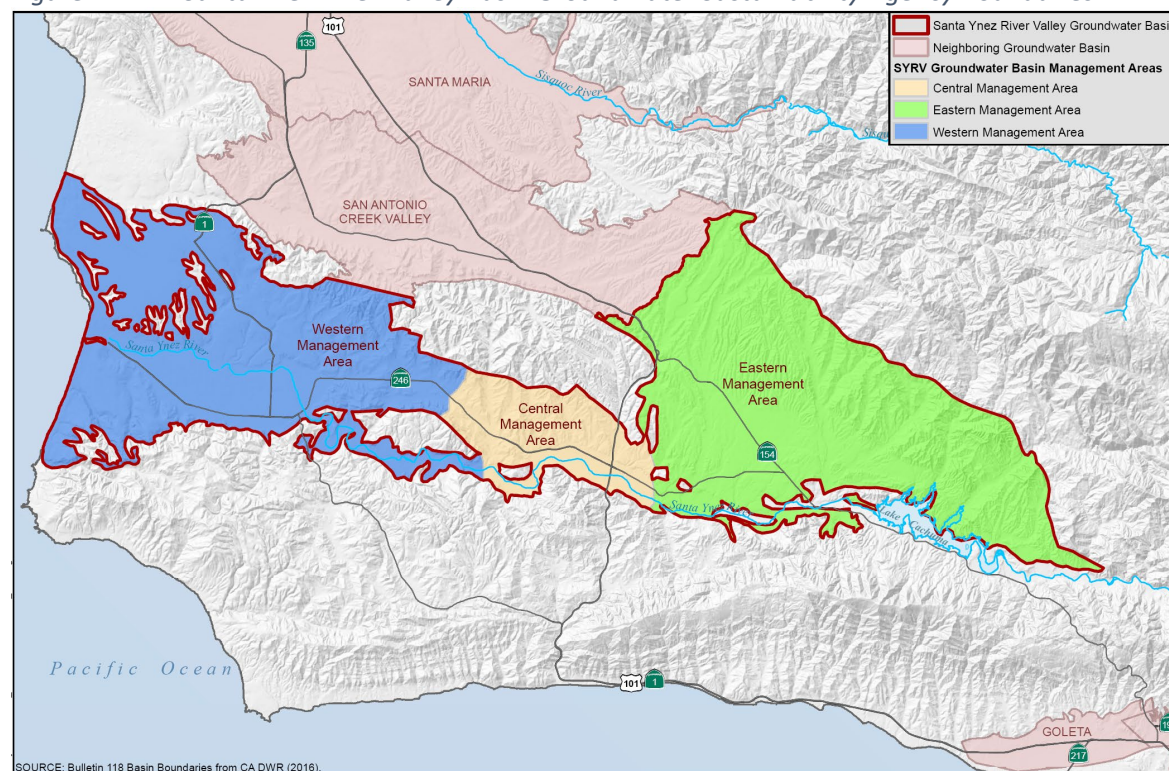 101
135
SANTA MARIA
Sisquoc River
Santa Ynez River Valley Groundwater Basin
Neighboring Groundwater Basin
SYRV Groundwater Basin Management Areas
Central Management Area
Eastern Management Area
Western Management Area
SAN ANTONIO
CREEK VALLEY
1
Western
Management
Area
Santa Ynez River
246
Eastern
Management
Area
Central
Management
Area
154
Santa Ynez River
Lake Cachuma
Pacific Ocean
101
1
GOLETA
217
SOURCE: Bulletin 118 Basin Boundaries from CA DWR (2016).